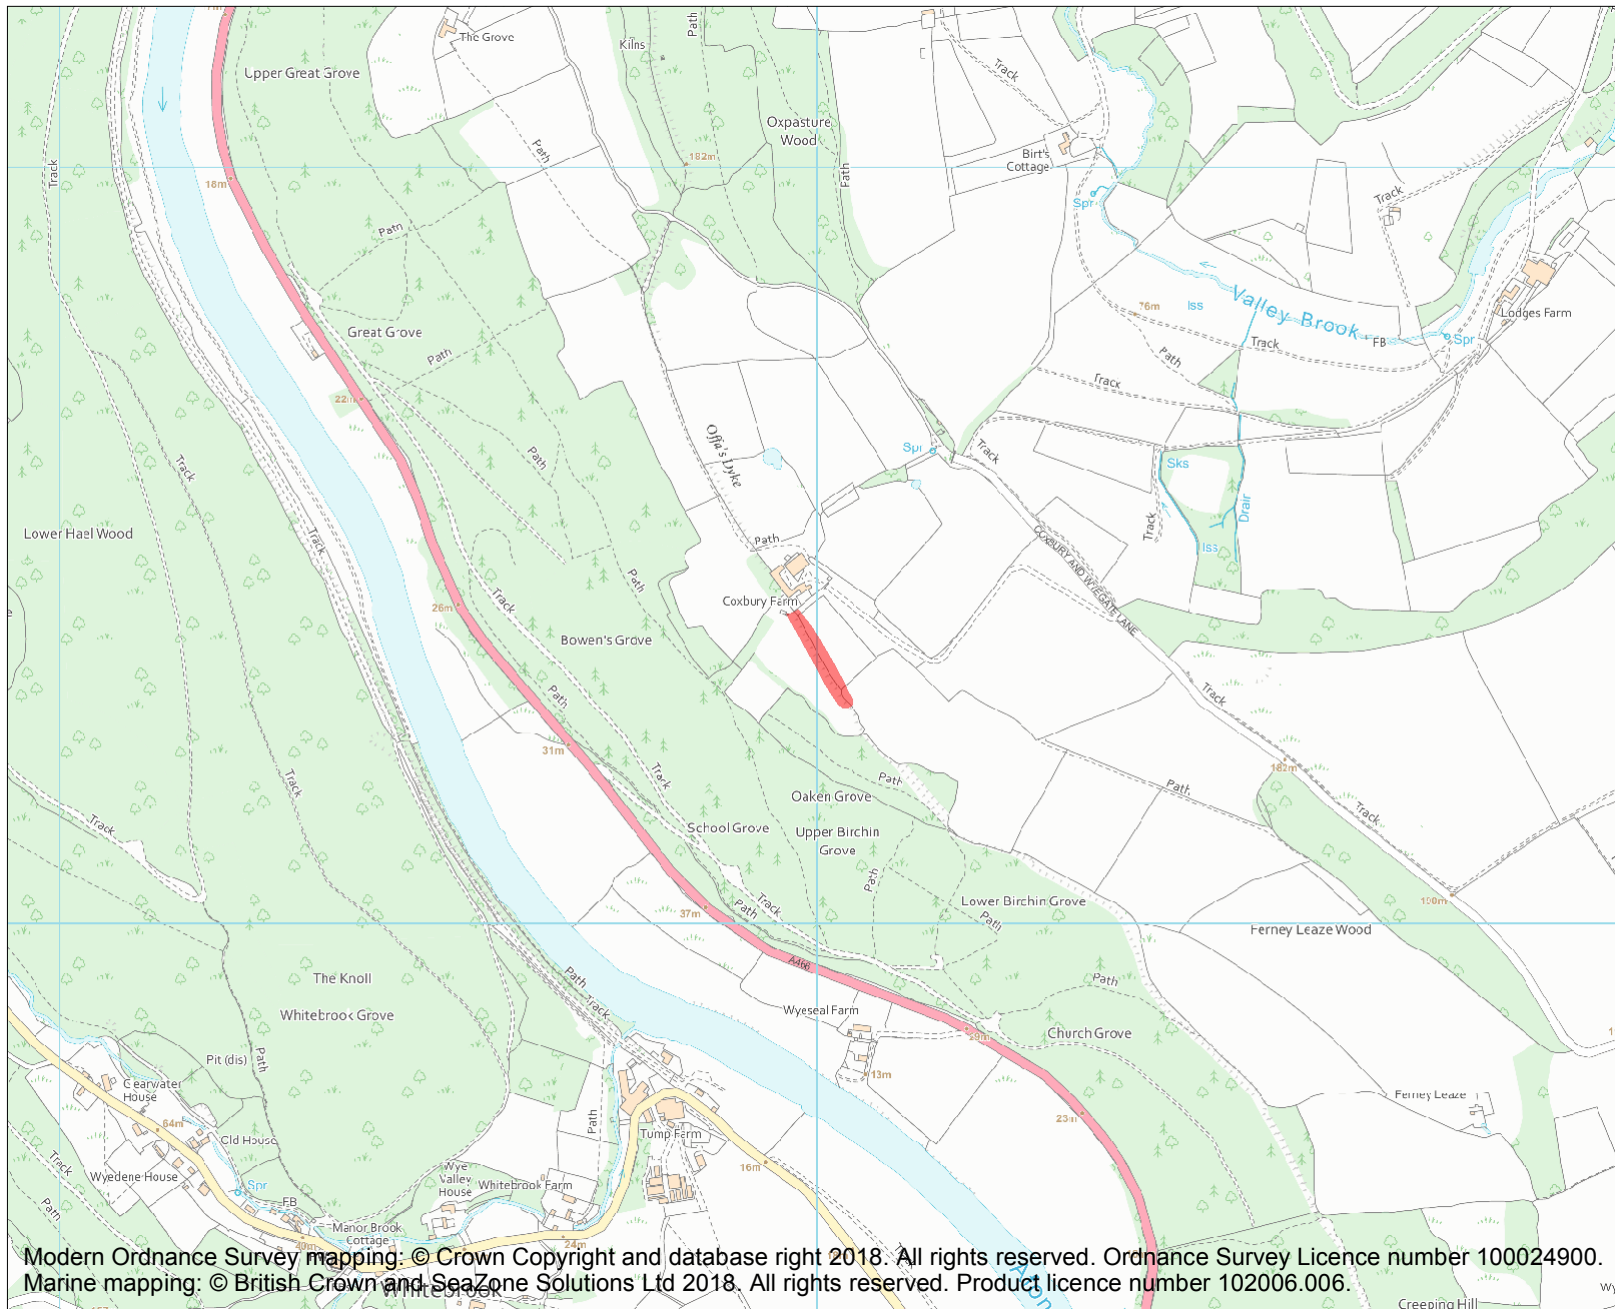 The Grove
Kilns
Path
Upper Great Grove
Track
Oxpasture
Wood
Birt's
Cottage
Path
182m
Path
Track
18m
Path
Spr
Track
Valley Brook
Iss
76m
Lodges Farm
Great Grove
FB
Spr
Track
Path
Path
Track
22m
Offa's Dyke
Spr
Track
Path
Track
Sks
Track
Lower Hael Wood
Track
Path
Iss
COXBURY AND WYEGATE LANE
Path
Track
Coxbury Farm
26m
Bowen's Grove
Path
Track
31m
182m
Track
Path
Track
Path
Oaken Grove
Track
Track
School Grove
Upper Birchin
Grove
Path
Lower Birchin Grove
190m
37m
Path
Track
Path
Ferney Leaze Wood
A466
The Knoll
Path
Track
Path
Whitebrook Grove
Wyeseal Farm
29m
Church Grove
Pit (dis)
Path
13m
Clearwater
House
Ferney Leaze
64m
Path
23m
Old House
Tump Farm
Track
Wyedene House
Wye
Valley
House
Whitebrook Farm
16m
Spr
Path
FB
Manor Brook
Cottage
24m
Modern Ordnance Survey mapping: © Crown Copyright and database right 2018. All rights reserved. Ordnance Survey Licence number 100024900.
Marine mapping: © British Crown and SeaZone Solutions Ltd 2018. All rights reserved. Product licence number 102006.006.
Whitebrook
Creeping Hill